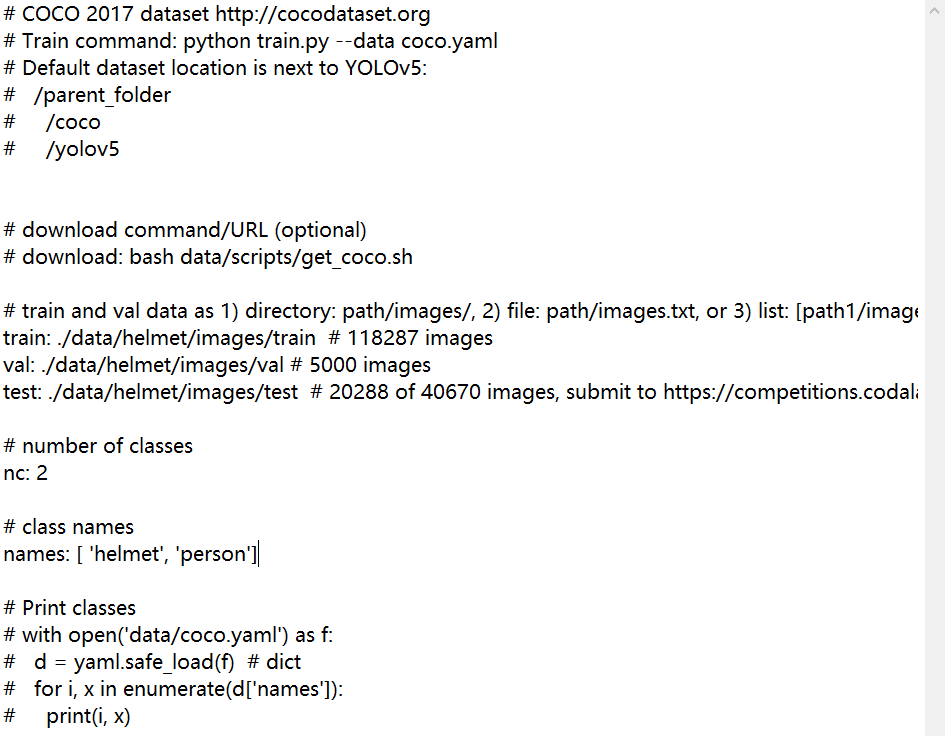 # COCO 2017 dataset http://cocodataset.org
# Train command: python train.py --data coco.yaml
# Default dataset location is next to YOLOv5:
#   /parent_folder
#     /coco
#     /yolov5
# download command/URL (optional)
# download: bash data/scripts/get_coco.sh
# train and val data as 1) directory: path/images/, 2) file: path/images.txt, or 3) list: [path1/image
train: ./data/helmet/images/train  # 118287 images
val: ./data/helmet/images/val # 5000 images
test: ./data/helmet/images/test  # 20288 of 40670 images, submit to https://competitions.codal
# number of classes
nc: 2
# class names
names: [ 'helmet', 'person']
# Print classes
# with open('data/coco.yaml') as f:
#   d = yaml.safe_load(f)  # dict
#   for i, x in enumerate(d['names']):
#     print(i, x)